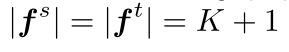 |𝒇ˢ| = |𝒇ᵗ| = K + 1